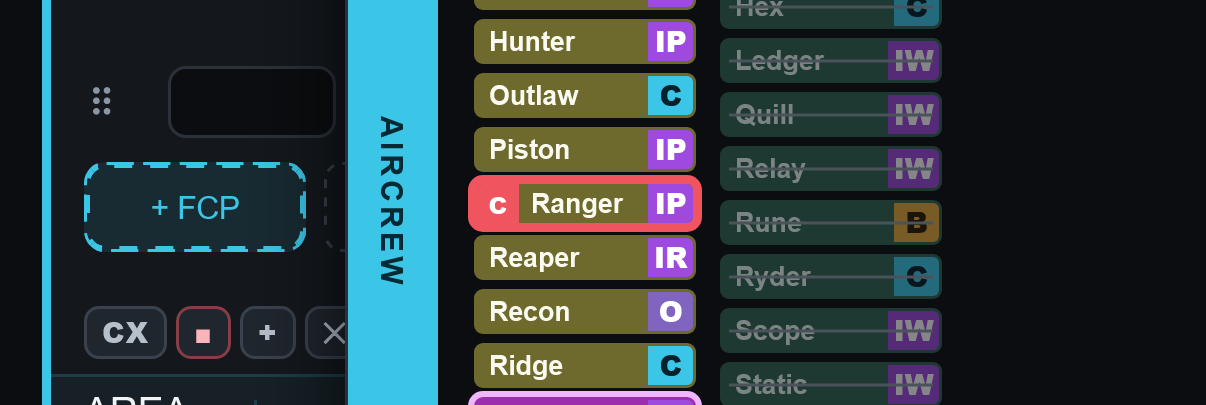 + FCP
CX
+
AREA
AIRCREW
Hunter IP
Outlaw C
Piston IP
c Ranger IP
Reaper IR
Recon O
Ridge C
Hex C
Ledger IW
Quill IW
Relay IW
Rune B
Ryder C
Scope IW
Static IW